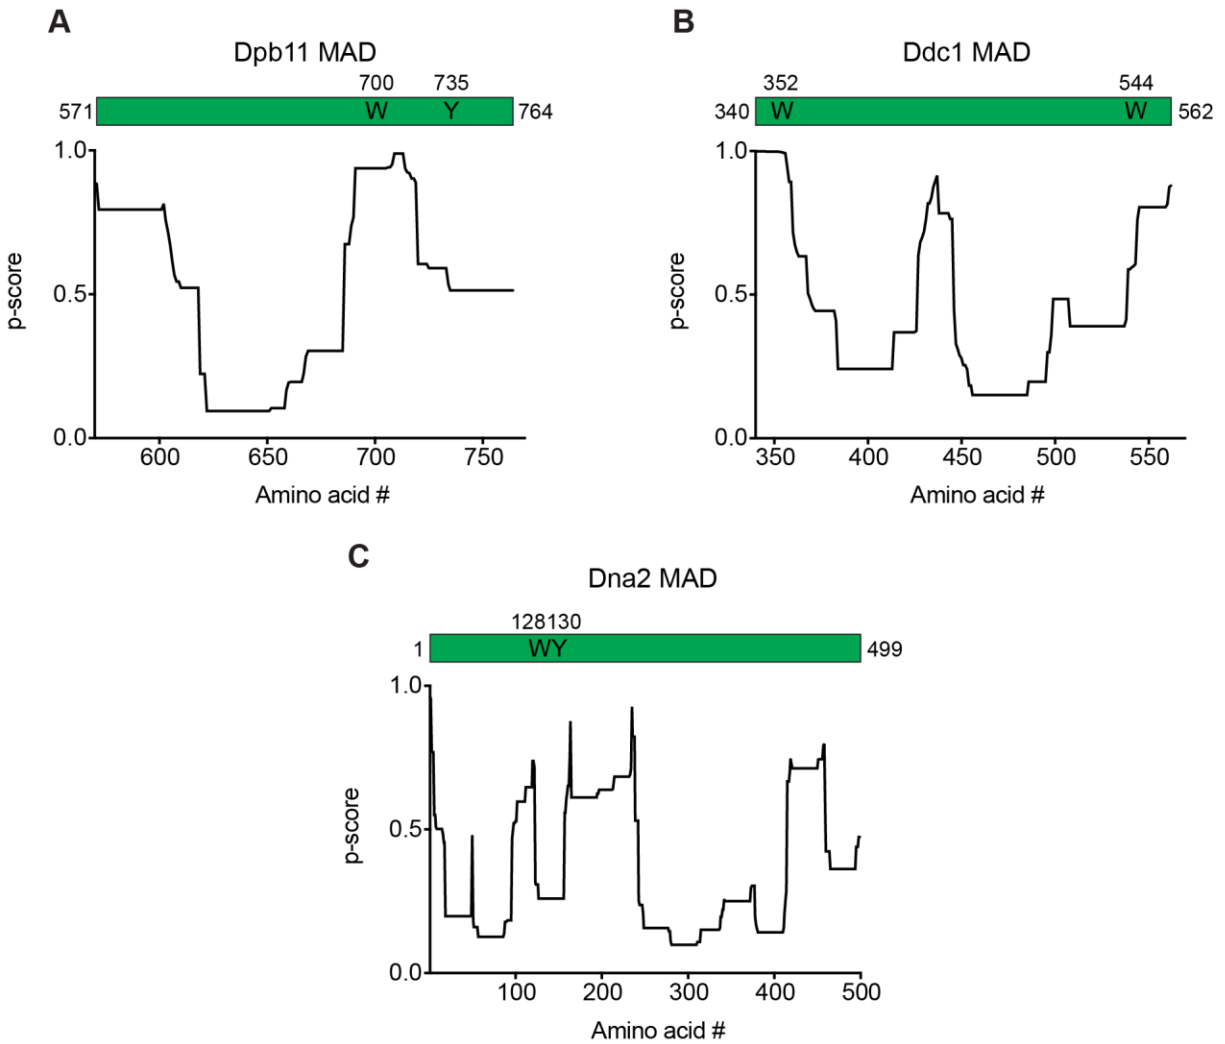 A
Dpb11 MAD
700 735
571 W Y 764
1.0
0.5
0.0
p-score
600 650 700 750
Amino acid #
B
Ddc1 MAD
352 544
340 W W 562
1.0
0.5
0.0
p-score
350 400 450 500 550
Amino acid #
C
Dna2 MAD
128130
1 WY 499
1.0
0.5
0.0
p-score
100 200 300 400 500
Amino acid #